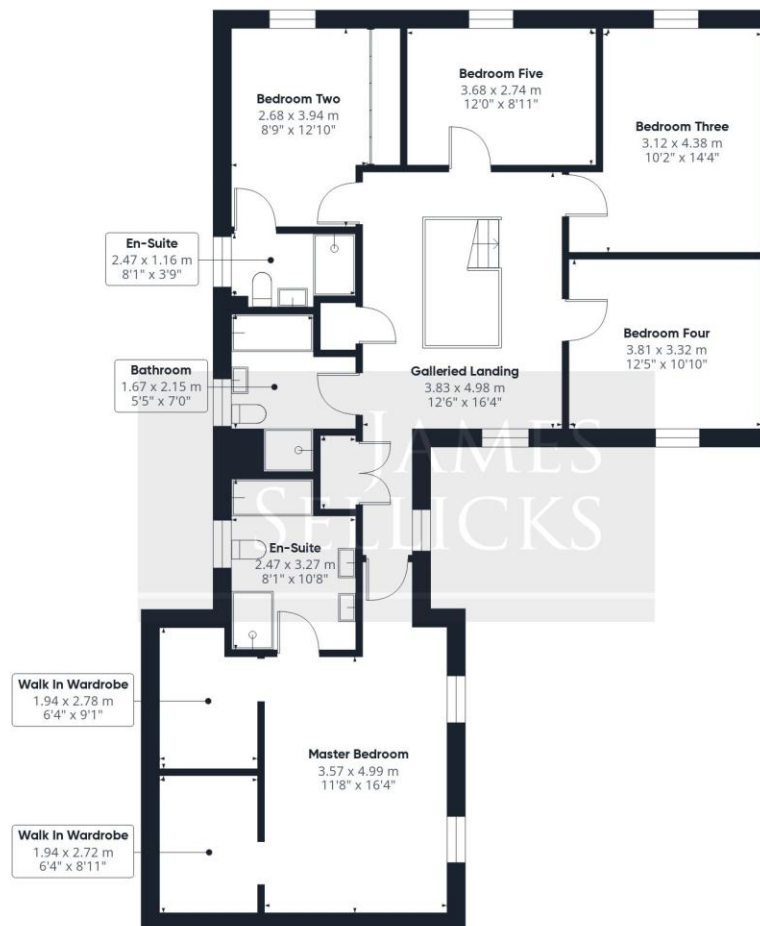 Bedroom Two
2.68 x 3.94 m
8'9" x 12'10"
Bedroom Five
3.68 x 2.74 m
12'0" x 8'11"
Bedroom Three
3.12 x 4.38 m
10'2" x 14'4"
En-Suite
2.47 x 1.16 m
8'1" x 3'9"
Bedroom Four
3.81 x 3.32 m
12'5" x 10'10"
Bathroom
1.67 x 2.15 m
5'5" x 7'0"
Galleried Landing
3.83 x 4.98 m
12'6" x 16'4"
JAMES
SELLICKS
En-Suite
2.47 x 3.27 m
8'1" x 10'8"
Walk In Wardrobe
1.94 x 2.78 m
6'4" x 9'1"
Master Bedroom
3.57 x 4.99 m
11'8" x 16'4"
Walk In Wardrobe
1.94 x 2.72 m
6'4" x 8'11"